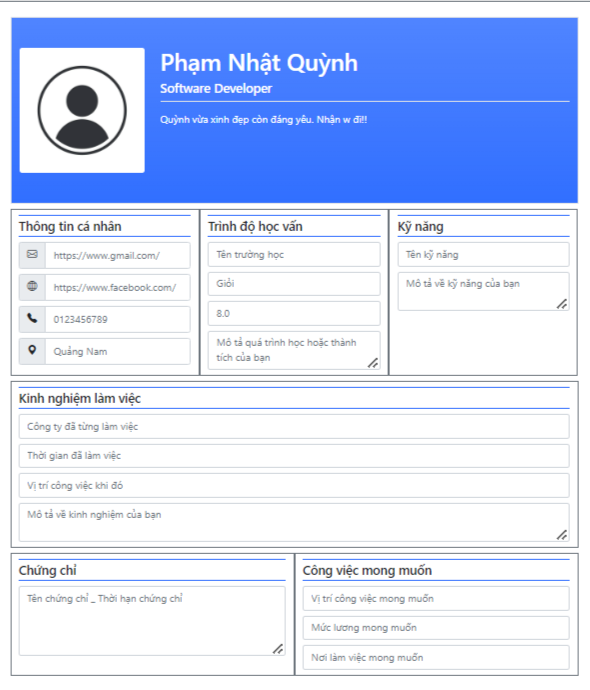 Phạm Nhật Quỳnh
Software Developer
Quỳnh vừa xinh đẹp còn đáng yêu. Nhận w đi!!
Thông tin cá nhân
https://www.gmail.com/
https://www.facebook.com/
0123456789
Quảng Nam
Trình độ học vấn
Tên trường học
Giỏi
8.0
Mô tả quá trình học hoặc thành
tích của bạn
Kỹ năng
Tên kỹ năng
Mô tả về kỹ năng của bạn
Kinh nghiệm làm việc
Công ty đã từng làm việc
Thời gian đã làm việc
Vị trí công việc khi đó
Mô tả về kinh nghiệm của bạn
Chứng chỉ
Tên chứng chỉ _ Thời hạn chứng chỉ
Công việc mong muốn
Vị trí công việc mong muốn
Mức lương mong muốn
Nơi làm việc mong muốn